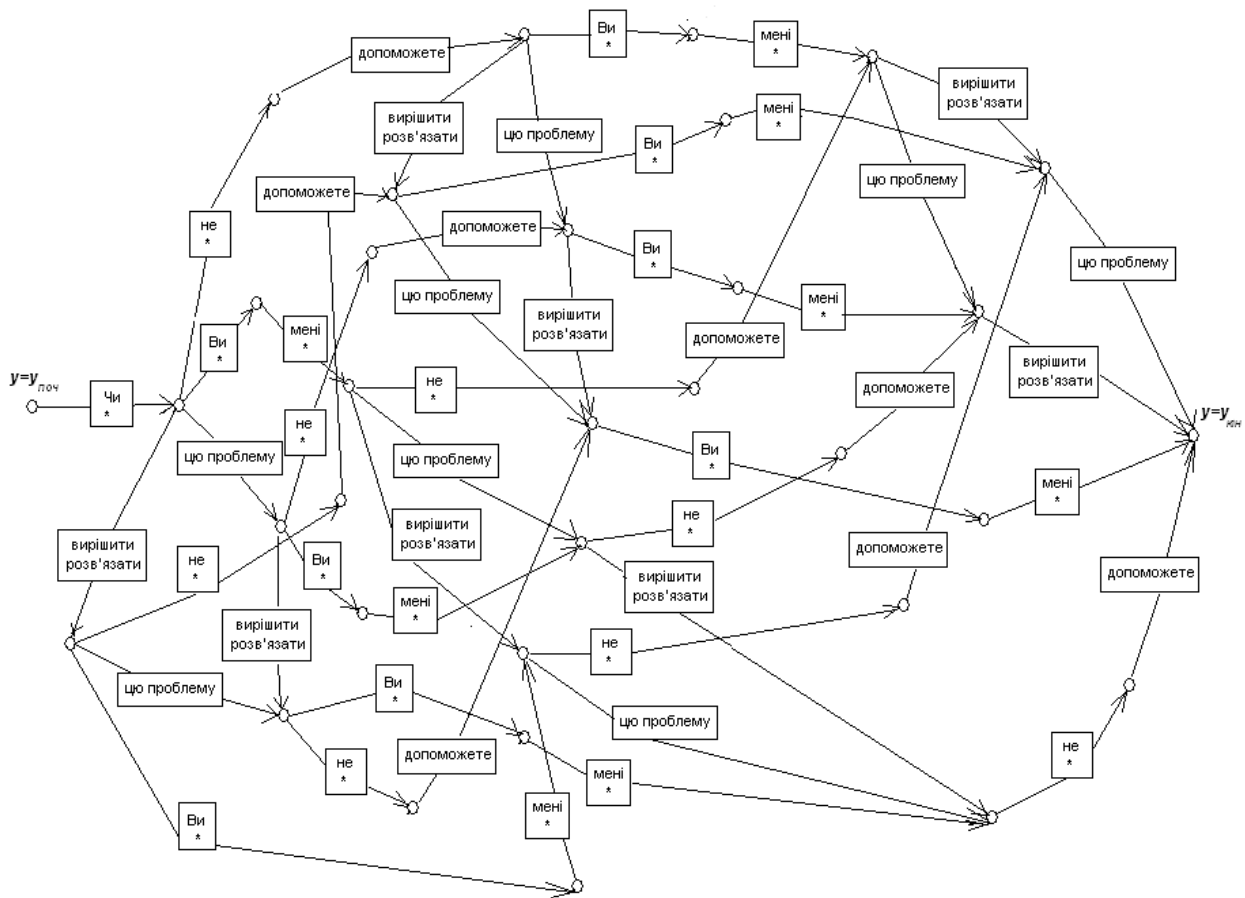 Ви
*
мені
*
допоможете
вирішити
розв'язати
вирішити
розв'язати
мені
*
цю проблему
Ви
*
допоможете
цю проблему
не
*
допоможете
Ви
*
цю проблему
цю проблему
мені
*
вирішити
розв'язати
мені
*
Ви
*
допоможете
вирішити
розв'язати
y=yпоч
Чи
*
не
*
допоможете
y=yкін
не
*
цю проблему
цю проблему
Ви
*
мені
*
вирішити
розв'язати
вирішити
розв'язати
не
*
допоможете
не
*
Ви
*
вирішити
розв'язати
допоможете
мені
*
вирішити
розв'язати
не
*
цю проблему
Ви
*
цю проблему
не
*
допоможете
не
*
мені
*
Ви
*
мені
*